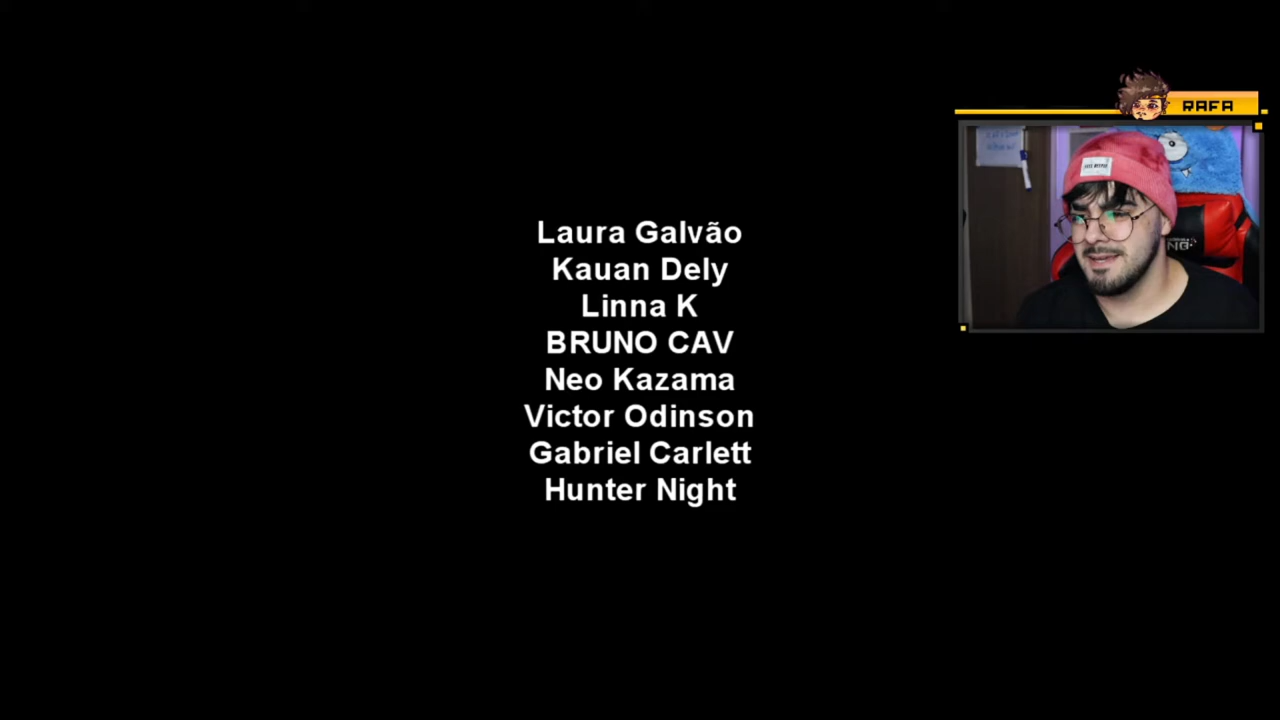 RAFA
Laura Galvão
Kauan Dely
Linna K
BRUNO CAV
Neo Kazama
Victor Odinson
Gabriel Carlett
Hunter Night